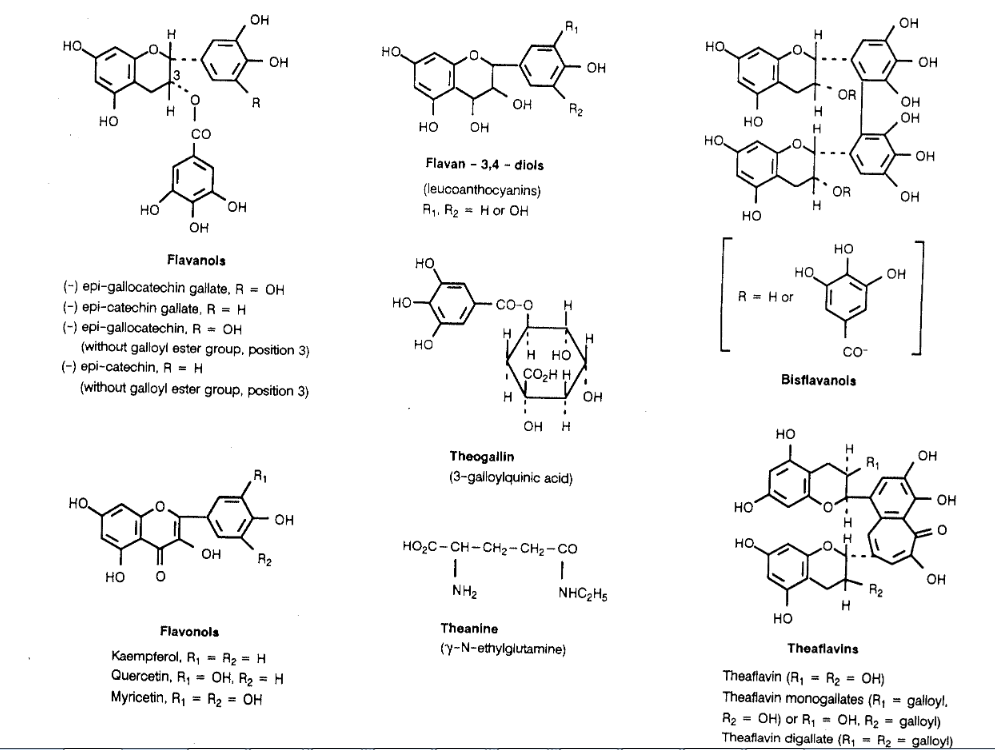 OH
HO
H
O
OH
3
R
O
H
HO
CO
HO
OH
OH
Flavanols
(-) epi-gallocatechin gallate, R = OH
(-) epi-catechin gallate, R = H
(-) epi-gallocatechin, R = OH
(without galloyl ester group, position 3)
(-) epi-catechin, R = H
(without galloyl ester group, position 3)
R1
HO
O
OH
OH
R2
HO
OH
Flavan - 3,4 - diols
(leucoanthocyanins)
R1, R2 = H or OH
OH
H
HO
O
OH
OR
OH
H
HO
OH
H
HO
O
OH
OR
OH
H
HO
HO
HO
OH
R = H or
CO-
Bisflavanols
HO
HO
CO-O
H
HO
H
H
H
HO
CO2H H
H
OH
OH
H
Theogallin
(3-galloylquinic acid)
R1
HO
O
OH
OH
R2
HO
O
Flavonols
Kaempferol, R1 = R2 = H
Quercetin, R1 = OH, R2 = H
Myricetin, R1 = R2 = OH
HO2C-CH-CH2-CH2-CO
NH2
NHC2H5
Theanine
(γ-N-ethylglutamine)
HO
H
R1
OH
HO
O
OH
H
O
HO
H
O
OH
R2
H
HO
Theaflavins
Theaflavin (R1 = R2 = OH)
Theaflavin monogallates (R1 = galloyl,
R2 = OH) or R1 = OH, R2 = galloyl)
Theaflavin digallate (R1 = R2 = galloyl)